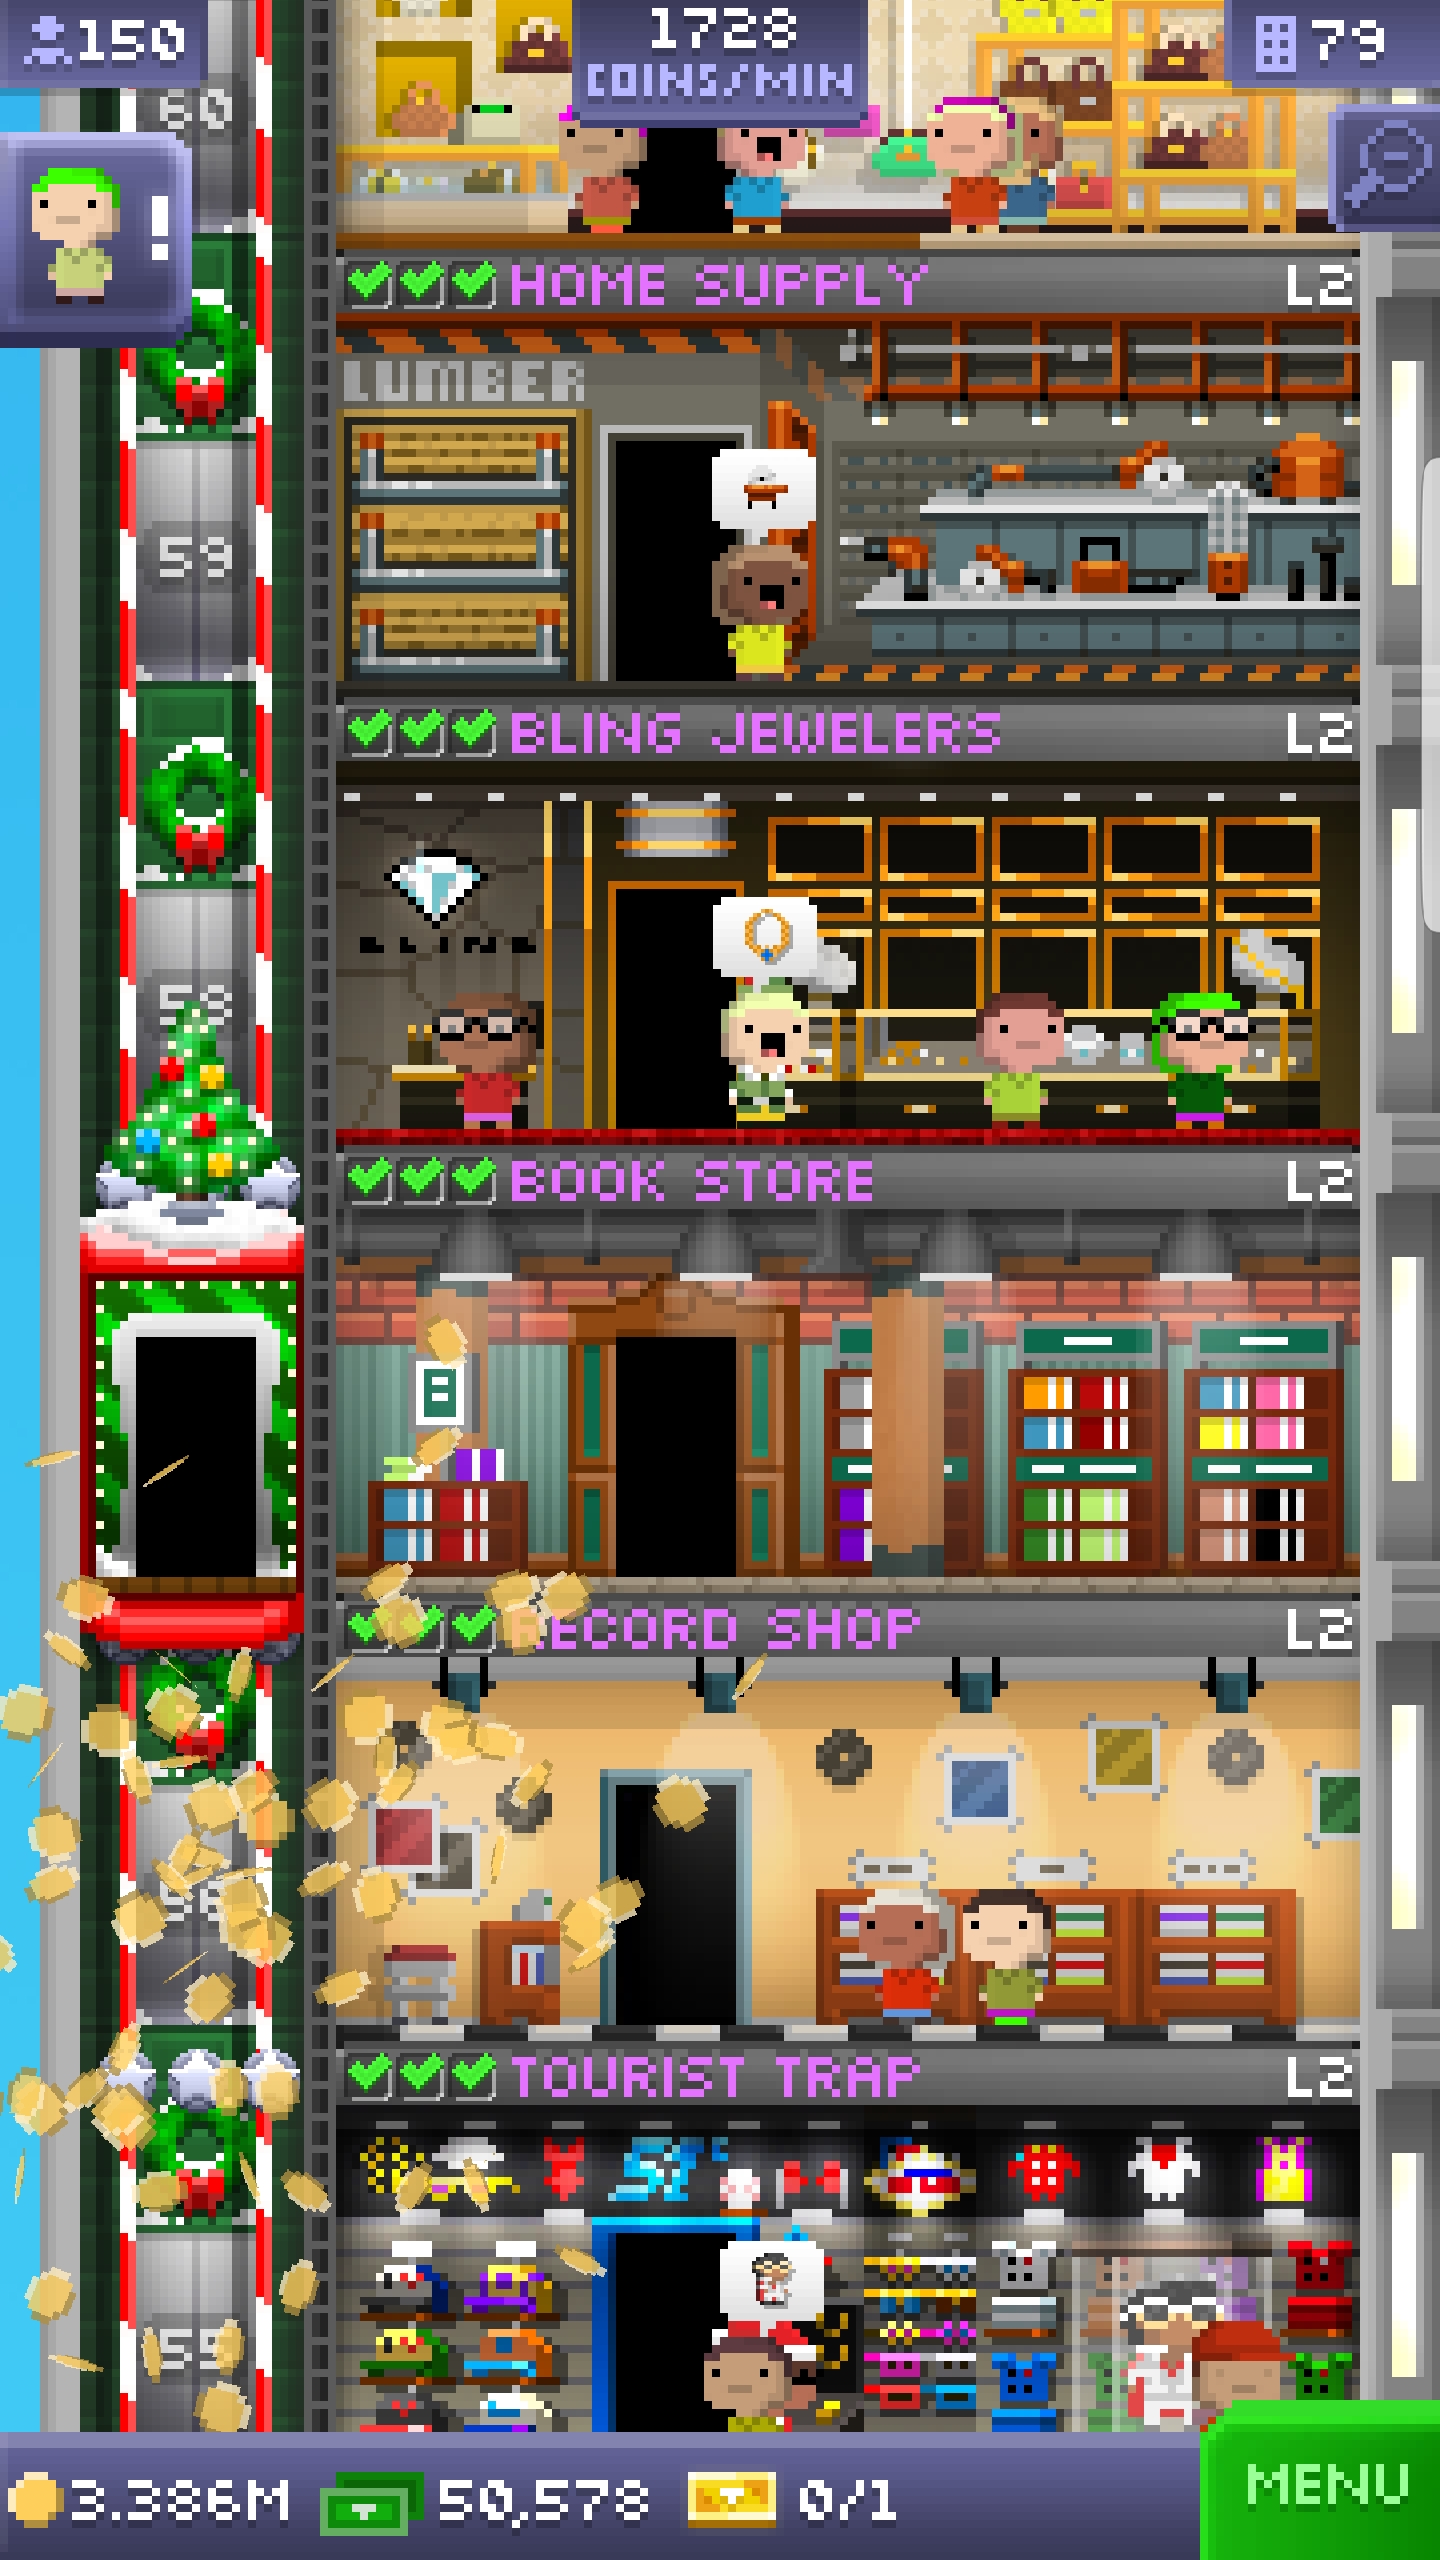 150
1728
COINS/MIN
79
60
!
HOME SUPPLY L2
LUMBER
59
BLING JEWELERS L2
BLING
58
BOOK STORE L2
RECORD SHOP L2
TOURIST TRAP L2
55
3.386M 50,578 0/1
MENU